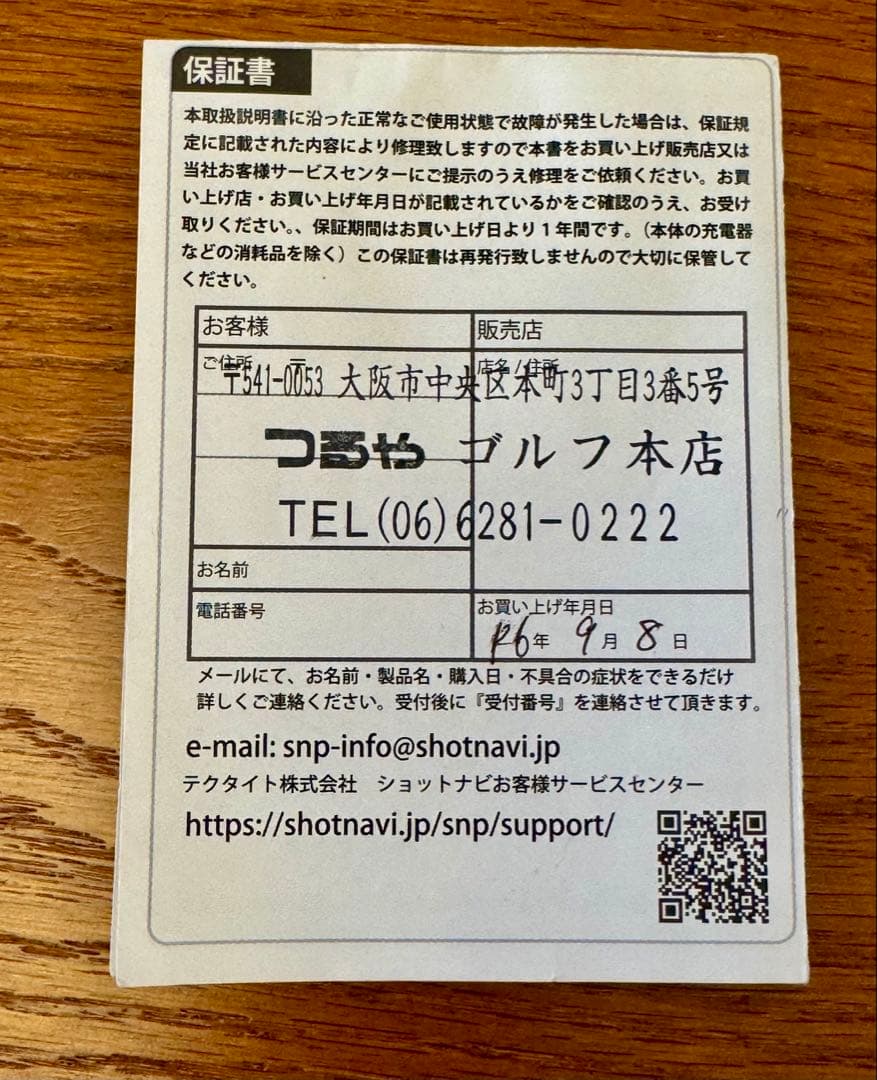 保証書
本取扱説明書に沿った正常なご使用状態で故障が発生した場合は、保証規
定に記載された内容により修理致しますので本書をお買い上げ販売店又は
当社お客様サービスセンターにご提示のうえ修理をご依頼ください。お買
い上げ店・お買い上げ年月日が記載されているかをご確認のうえ、お受け
取りください。、保証期間はお買い上げ日より1年間です。（本体の充電器
などの消耗品を除く）この保証書は再発行致しませんので大切に保管して
ください。
お客様
販売店
ご住所 〒
店名/住所
〒541-0053 大阪市中央区本町3丁目3番5号
つるや ゴルフ本店
TEL(06)6281-0222
お名前
電話番号
お買い上げ年月日
R6年 9月 8日
メールにて、お名前・製品名・購入日・不具合の症状をできるだけ
詳しくご連絡ください。受付後に『受付番号』を連絡させて頂きます。
e-mail: snp-info@shotnavi.jp
テクタイト株式会社 ショットナビお客様サービスセンター
https://shotnavi.jp/snp/support/